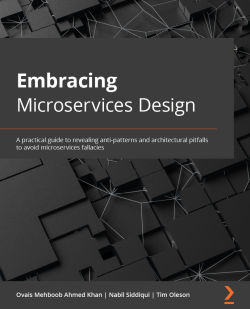 Embracing
Microservices Design
A practical guide to revealing anti-patterns and architectural pitfalls
to avoid microservices fallacies
Ovais Mehboob Ahmed Khan | Nabil Siddiqui | Tim Oleson